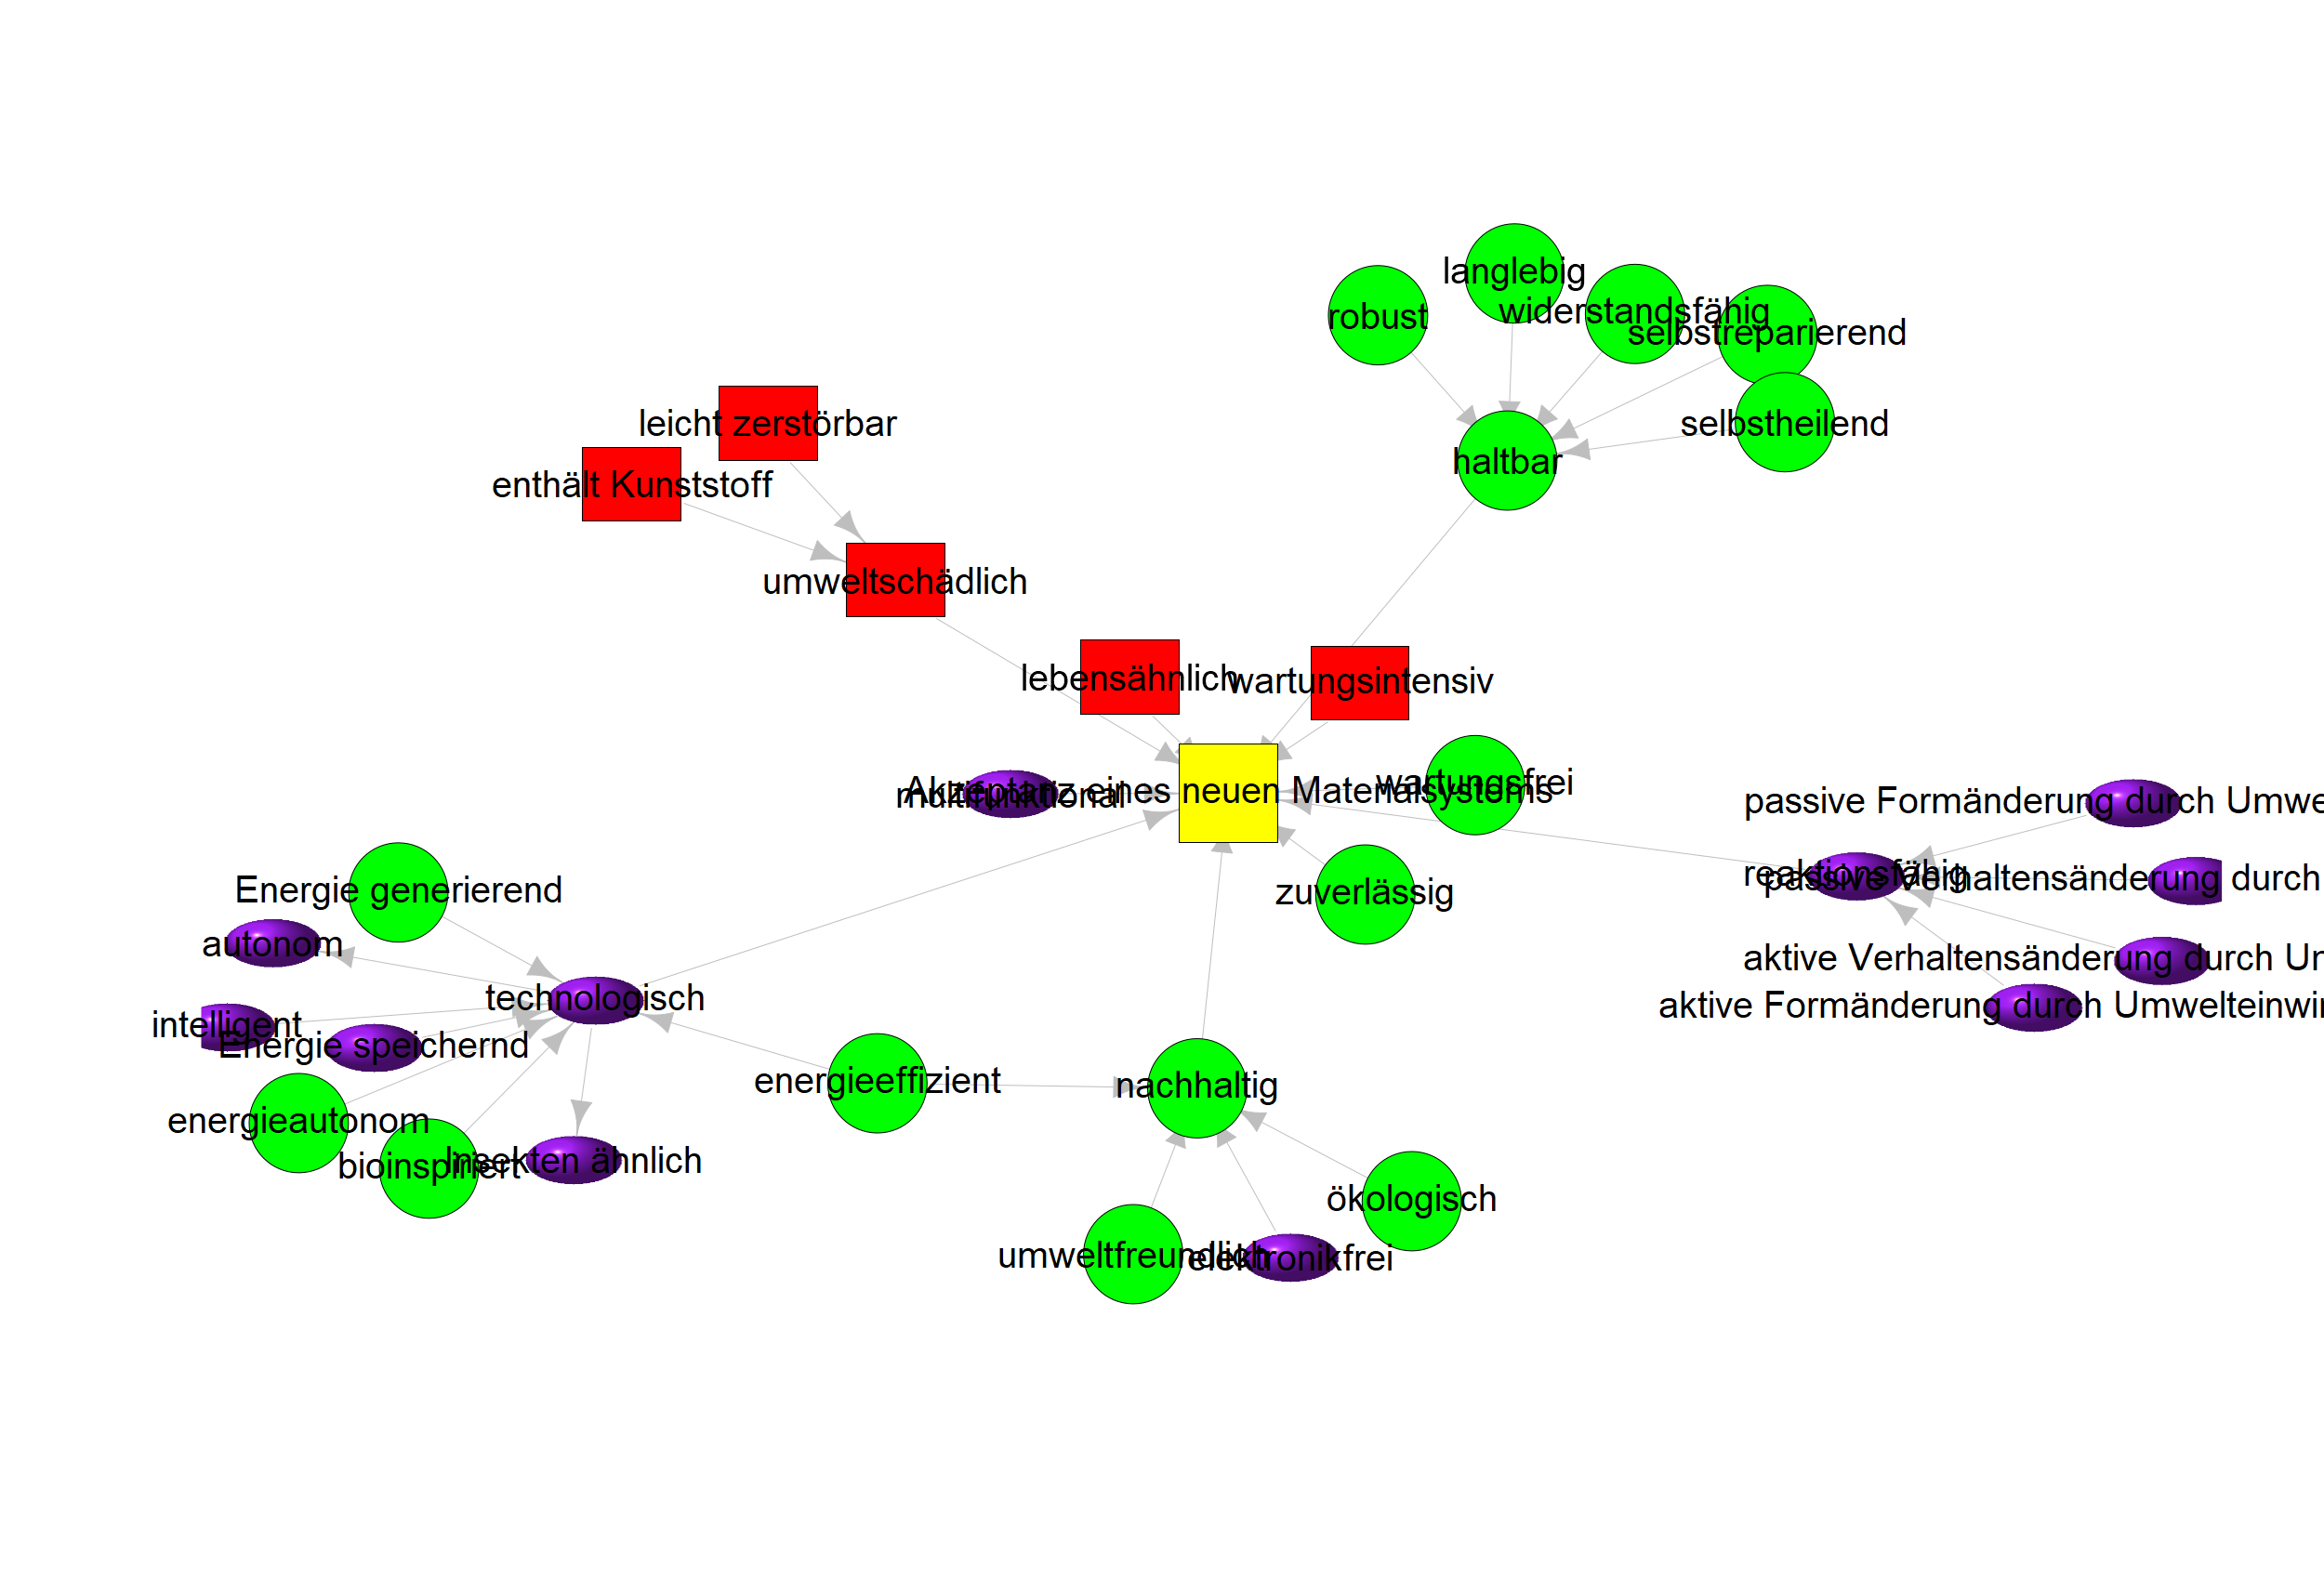 langlebig
robust
widerstandsfähig
selbstreparierend
leicht zerstörbar
selbstheilend
haltbar
enthält Kunststoff
umweltschädlich
lebensähnlich
wartungsintensiv
Akzeptanz eines neuen Materialsystems
wartungsfrei
multifunktional
passive Formänderung durch Umwe
reaktionsfähig
passive Verhaltensänderung durch
Energie generierend
zuverlässig
autonom
aktive Verhaltensänderung durch Um
technologisch
aktive Formänderung durch Umwelteinwir
intelligent
Energie speichernd
energieeffizient
nachhaltig
energieautonom
bioinspiriert
Insekten ähnlich
ökologisch
umweltfreundlich
elektronikfrei